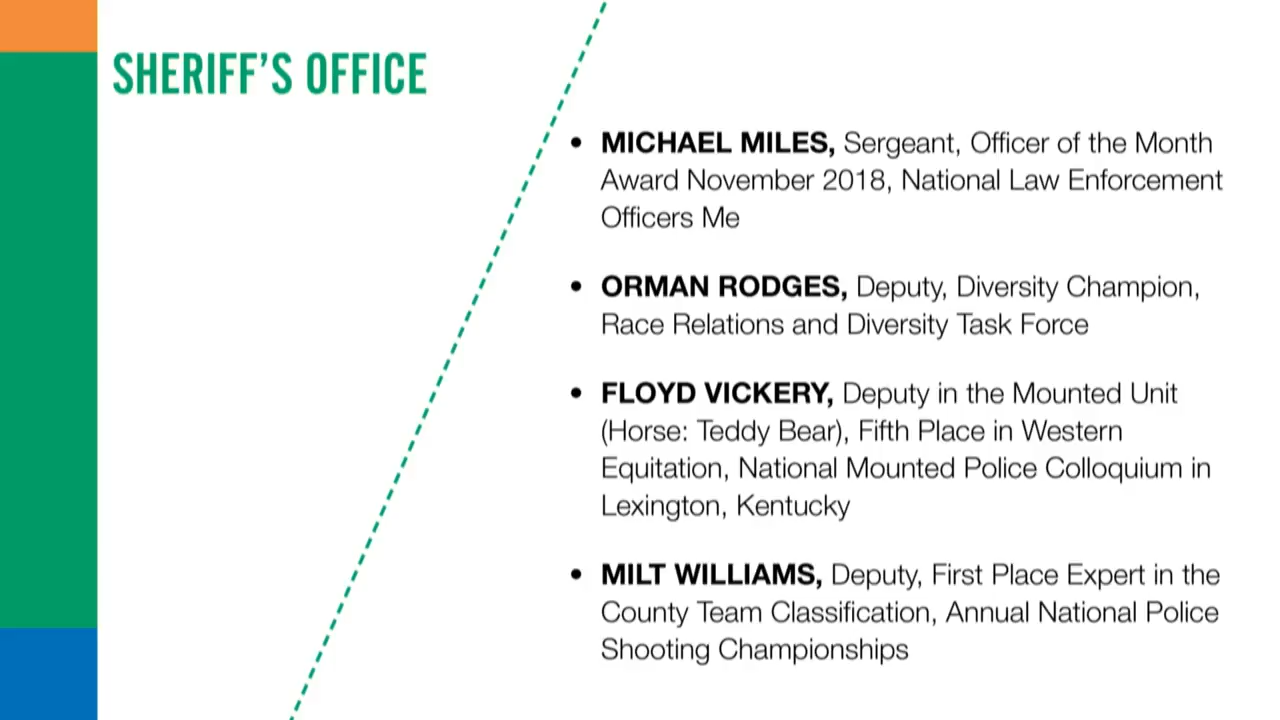 SHERIFF’S OFFICE
• MICHAEL MILES, Sergeant, Officer of the Month
Award November 2018, National Law Enforcement
Officers Me
• ORMAN RODGES, Deputy, Diversity Champion,
Race Relations and Diversity Task Force
• FLOYD VICKERY, Deputy in the Mounted Unit
(Horse: Teddy Bear), Fifth Place in Western
Equitation, National Mounted Police Colloquium in
Lexington, Kentucky
• MILT WILLIAMS, Deputy, First Place Expert in the
County Team Classification, Annual National Police
Shooting Championships